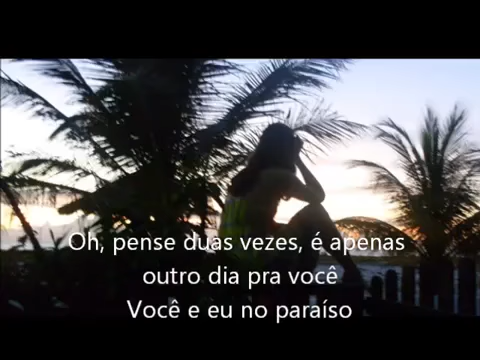 Oh, pense duas vezes, é apenas
outro dia pra você
Você e eu no paraíso